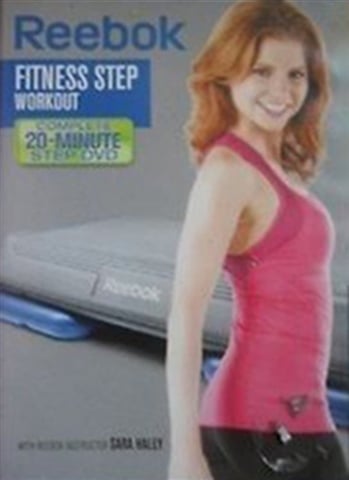 Reebok
FITNESS STEP
WORKOUT
COMPLETE
20-MINUTE
STEP DVD
Reebok
WITH REEBOK INSTRUCTOR SARA HALEY